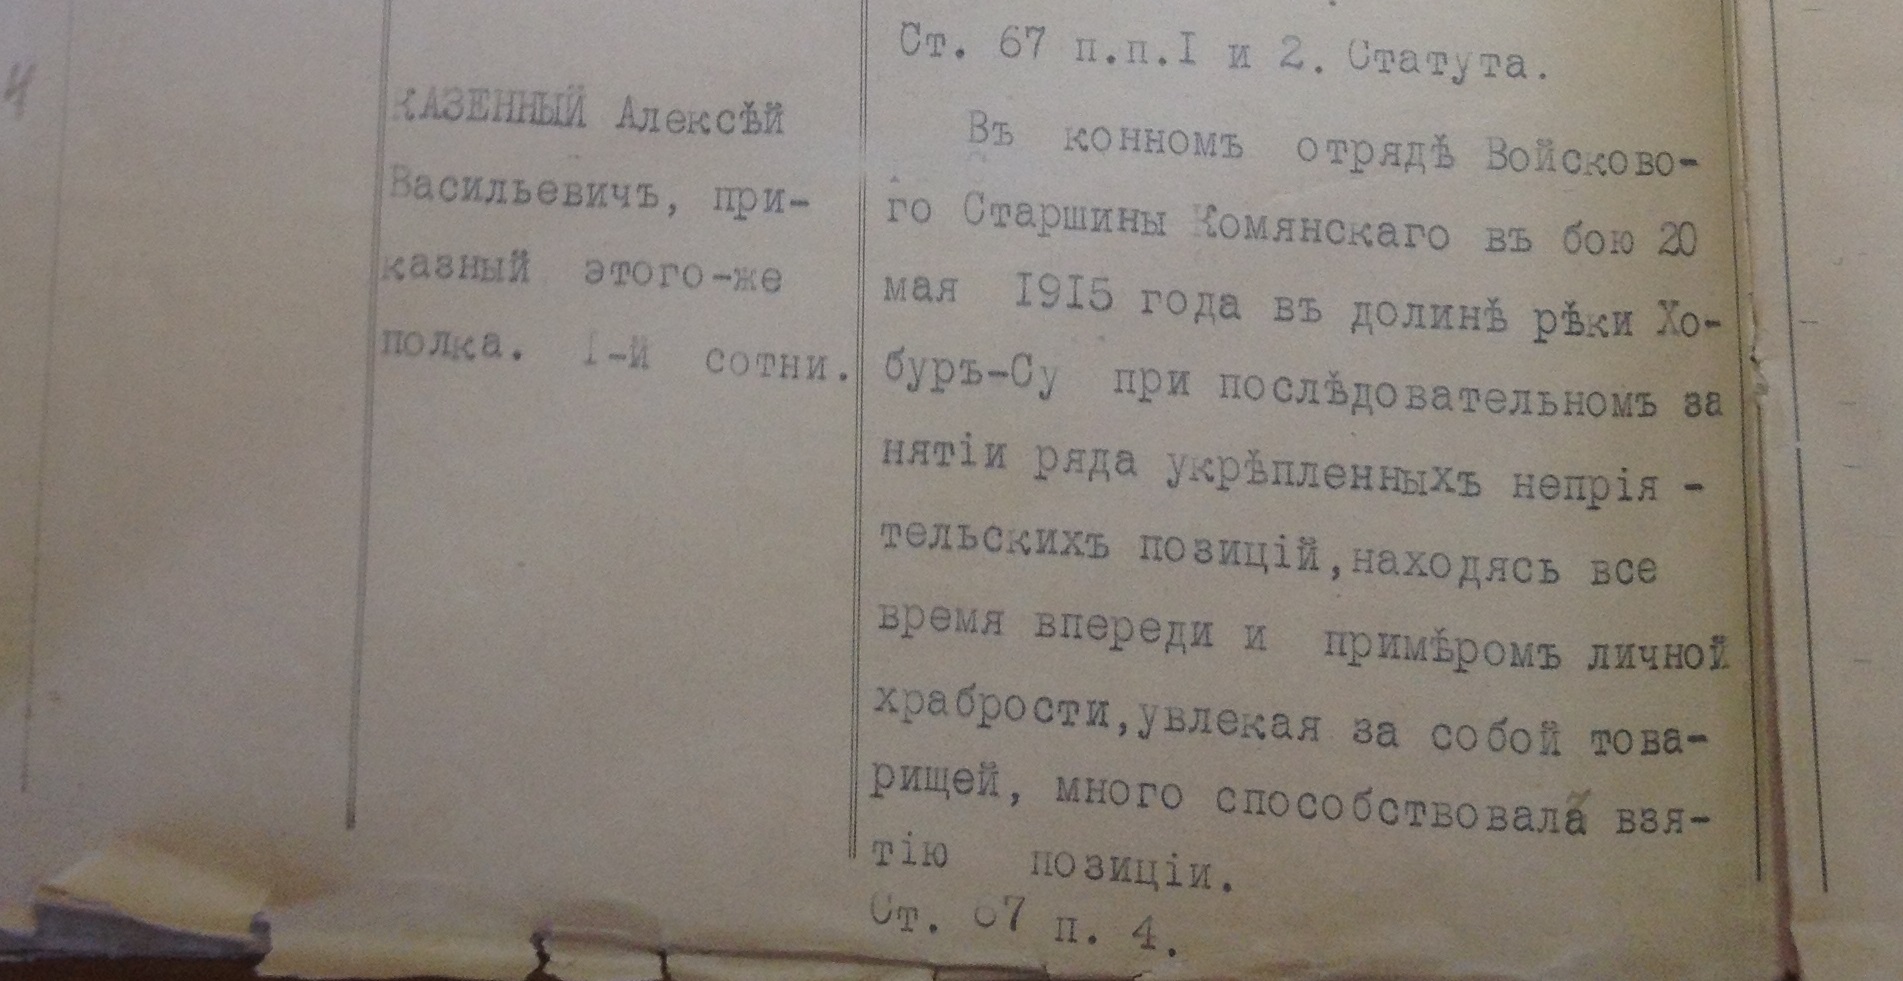 4
Ст. 67 п.п.I и 2. Статута.
КАЗЕННЫЙ Алексѣй
Васильевичъ, при-
казный этого-же
полка. I-й сотни.
Въ конномъ отрядѣ Войсково-
го Старшины Комянскаго въ бою 20
мая I9I5 года въ долинѣ рѣки Хо-
буръ-Су при послѣдовательномъ за
нятіи ряда укрѣпленныхъ непрія -
тельскихъ позицій,находясь все
время впереди и примѣромъ личной
храбрости,увлекая за собой това-
рищей, много способствовалъ взя-
тію позиціи.
Ст. 67 п. 4.